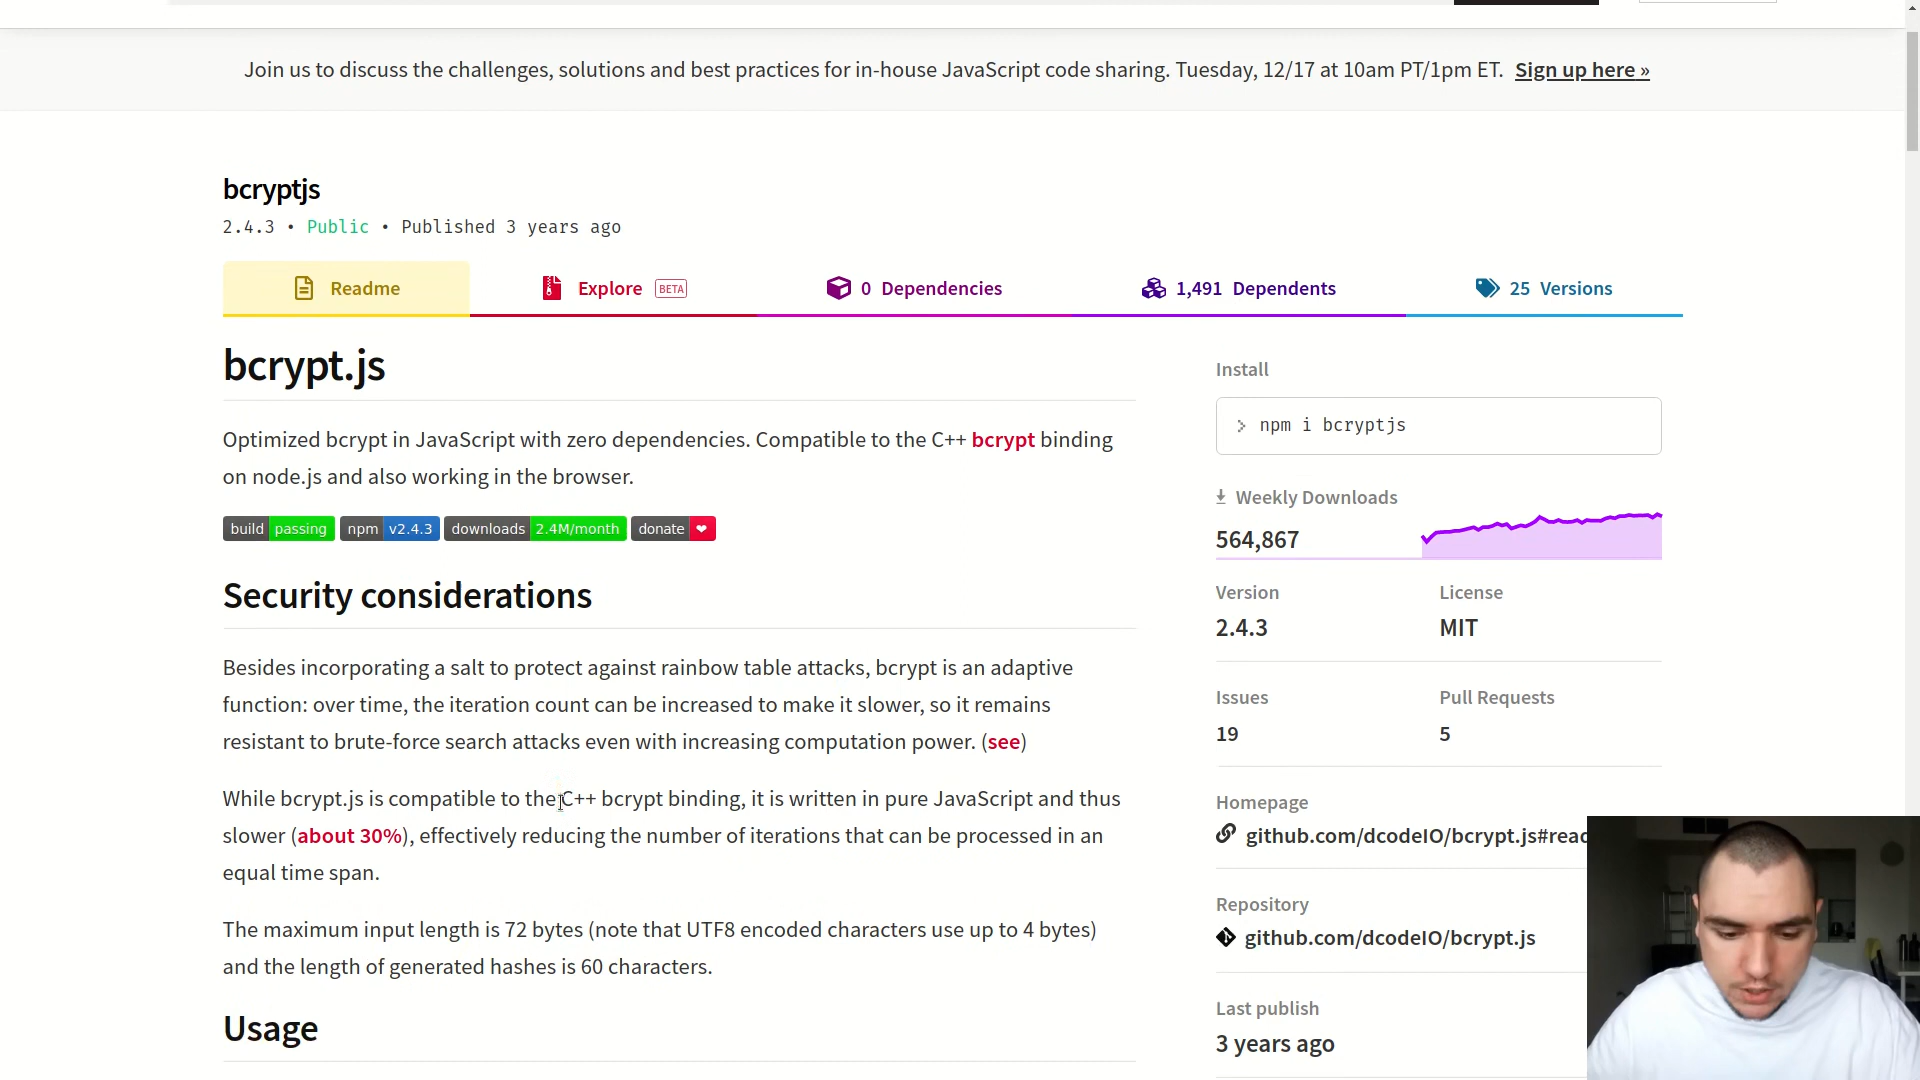 Join us to discuss the challenges, solutions and best practices for in-house JavaScript code sharing. Tuesday, 12/17 at 10am PT/1pm ET. Sign up here »
bcryptjs
2.4.3 • Public • Published 3 years ago
Readme
Explore BETA
0 Dependencies
1,491 Dependents
25 Versions
bcrypt.js
Optimized bcrypt in JavaScript with zero dependencies. Compatible to the C++ bcrypt binding
on node.js and also working in the browser.
build passing npm v2.4.3 downloads 2.4M/month donate ❤
Security considerations
Besides incorporating a salt to protect against rainbow table attacks, bcrypt is an adaptive
function: over time, the iteration count can be increased to make it slower, so it remains
resistant to brute-force search attacks even with increasing computation power. (see)
While bcrypt.js is compatible to the C++ bcrypt binding, it is written in pure JavaScript and thus
slower (about 30%), effectively reducing the number of iterations that can be processed in an
equal time span.
The maximum input length is 72 bytes (note that UTF8 encoded characters use up to 4 bytes)
and the length of generated hashes is 60 characters.
Usage
Install
> npm i bcryptjs
Weekly Downloads
564,867
Version
2.4.3
License
MIT
Issues
19
Pull Requests
5
Homepage
github.com/dcodeIO/bcrypt.js#reac
Repository
github.com/dcodeIO/bcrypt.js
Last publish
3 years ago